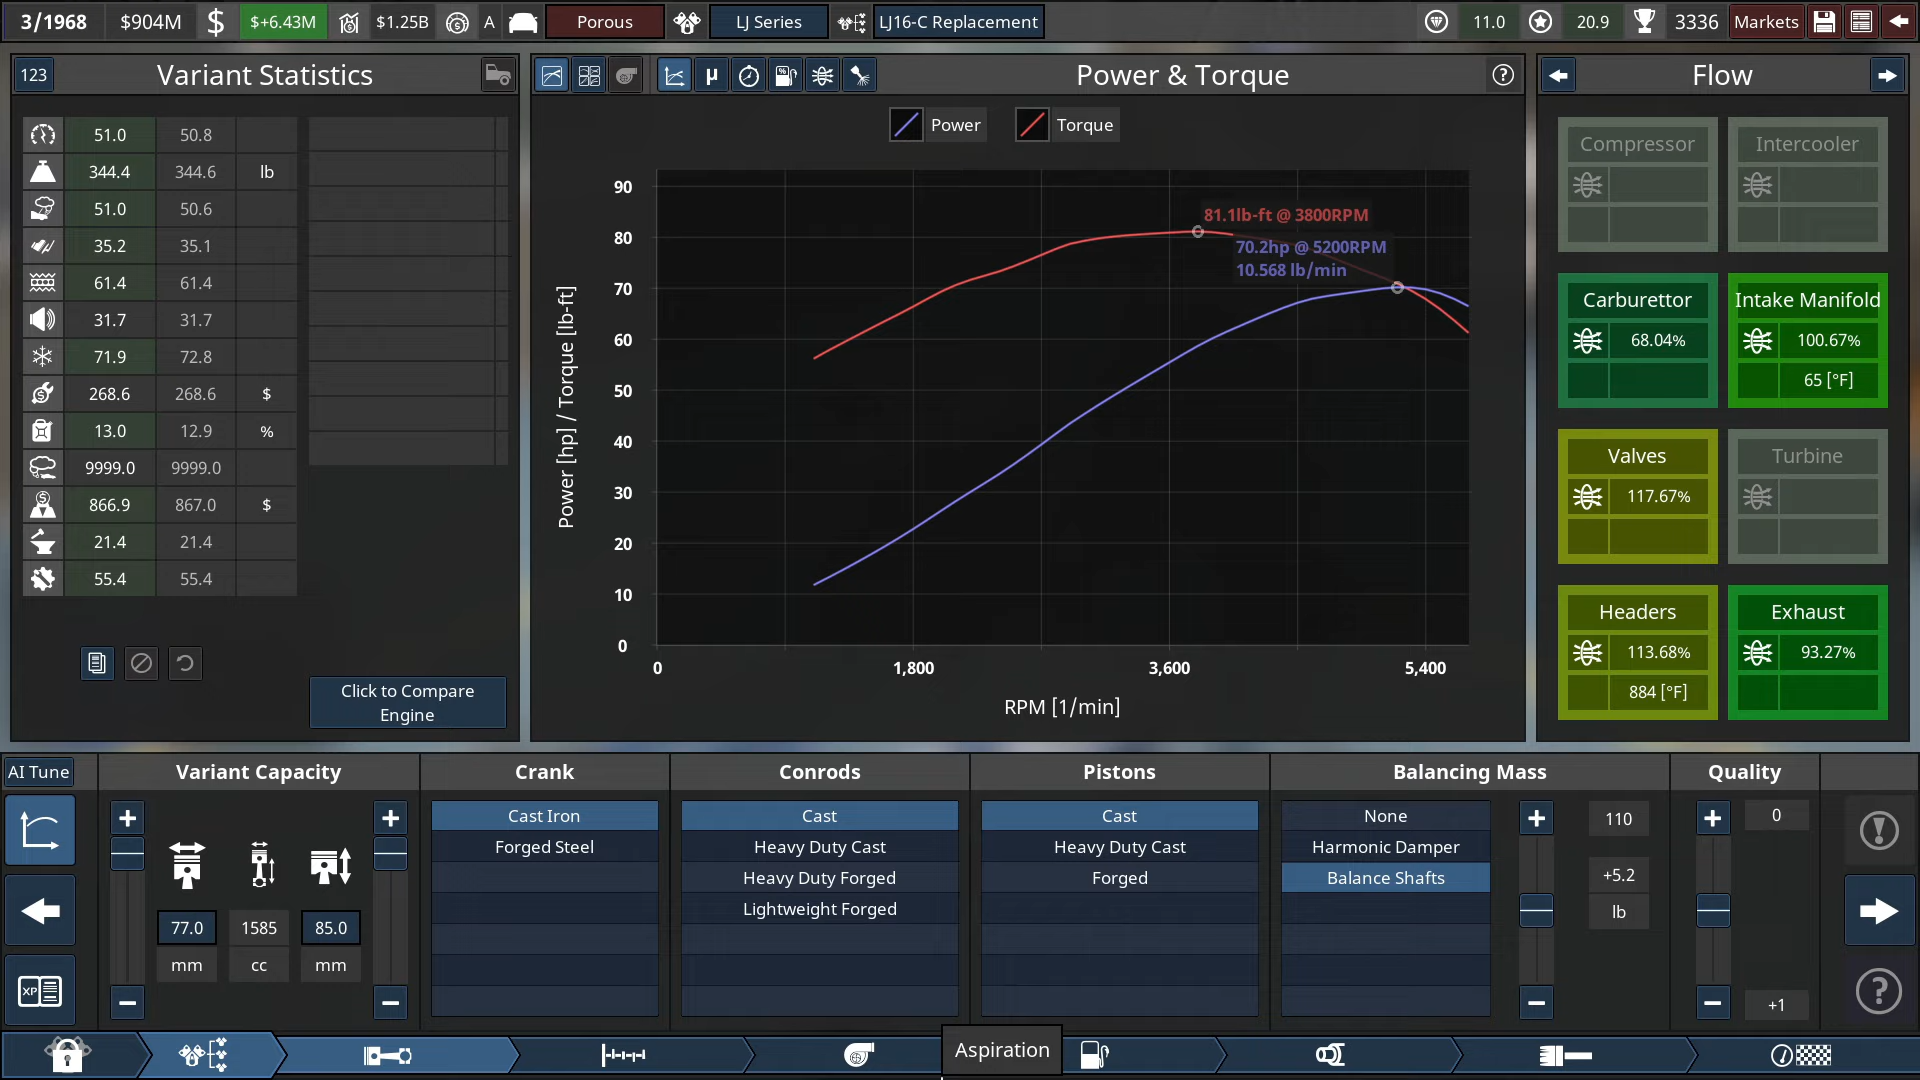 3/1968 $904M $+6.43M $1.25B A Porous LJ Series LJ16-C Replacement 11.0 20.9 3336 Markets
123 Variant Statistics
μ % Power & Torque ?
Flow
51.0 50.8
344.4 344.6 lb
51.0 50.6
35.2 35.1
61.4 61.4
31.7 31.7
71.9 72.8
268.6 268.6 $
13.0 12.9 %
9999.0 9999.0
866.9 867.0 $
21.4 21.4
55.4 55.4
Click to Compare
Engine
Power Torque
81.1lb-ft @ 3800RPM
70.2hp @ 5200RPM
10.568 lb/min
Power [hp] / Torque [lb-ft]
90
80
70
60
50
40
30
20
10
0
0 1,800 3,600 5,400
RPM [1/min]
Compressor Intercooler
Carburettor Intake Manifold
68.04% 100.67%
65 [°F]
Valves Turbine
117.67%
Headers Exhaust
113.68% 93.27%
884 [°F]
AI Tune
XP
Variant Capacity
77.0 1585 85.0
mm cc mm
Crank
Cast Iron
Forged Steel
Conrods
Cast
Heavy Duty Cast
Heavy Duty Forged
Lightweight Forged
Pistons
Cast
Heavy Duty Cast
Forged
Balancing Mass
None
Harmonic Damper
Balance Shafts
110
+5.2
lb
Quality
0
+1
!
?
Aspiration